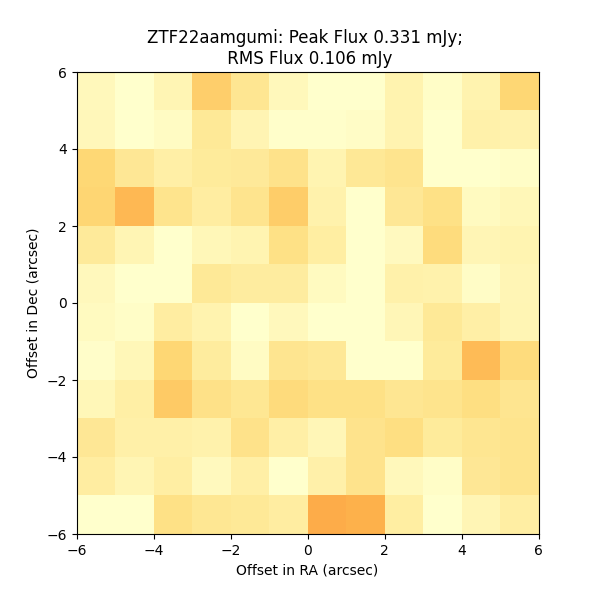 ZTF22aamgumi: Peak Flux 0.331 mJy;
RMS Flux 0.106 mJy
6
4
2
0
−2
−4
−6
Offset in Dec (arcsec)
−6 −4 −2 0 2 4 6
Offset in RA (arcsec)